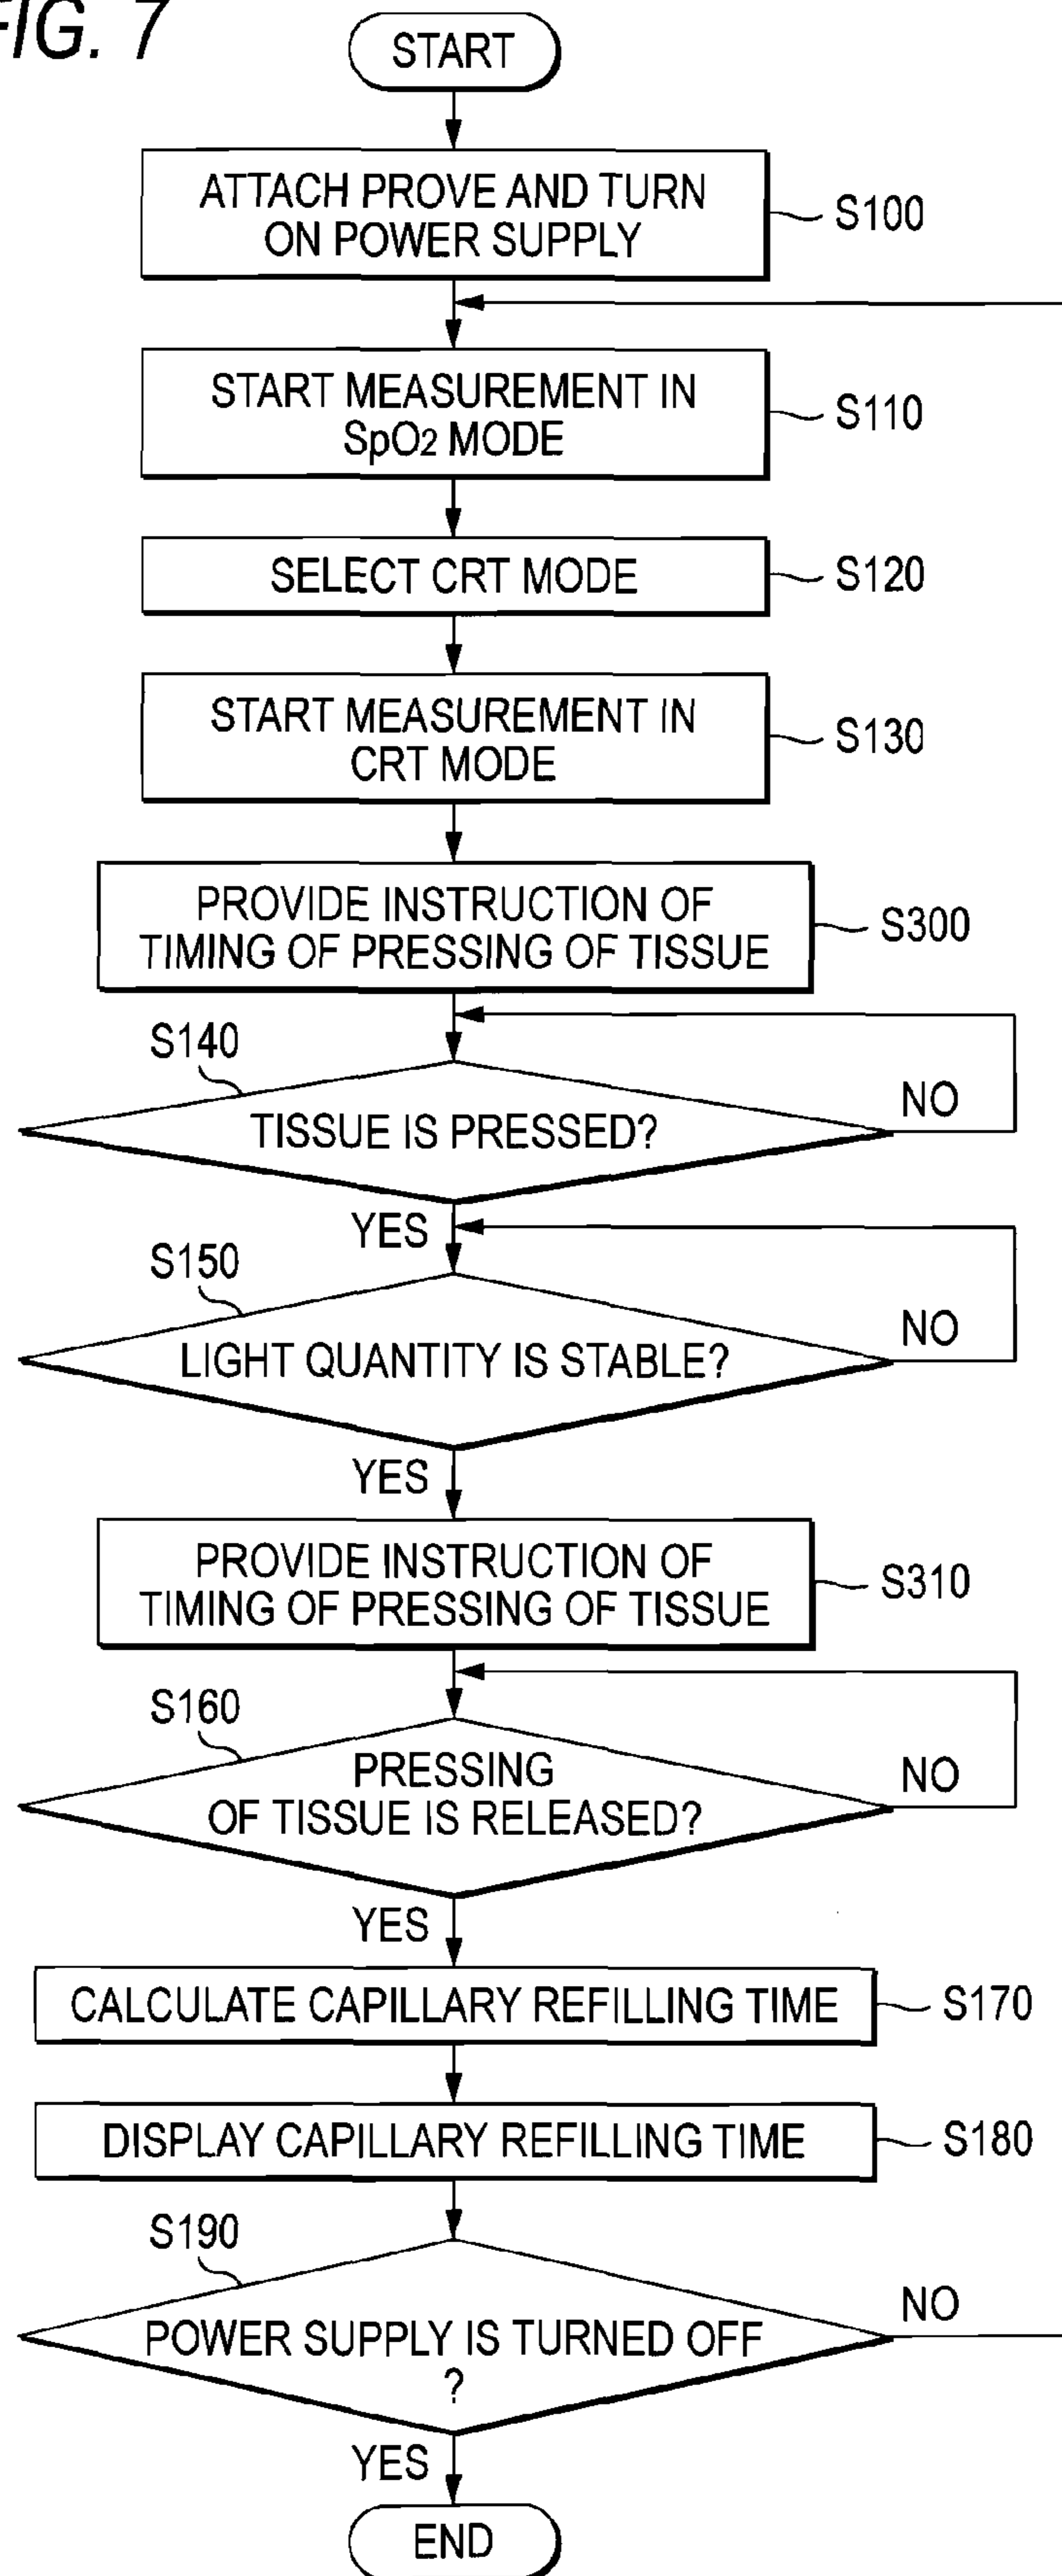 FIG. 7
START
ATTACH PROVE AND TURN
ON POWER SUPPLY
S100
START MEASUREMENT IN
SpO2 MODE
S110
SELECT CRT MODE
S120
START MEASUREMENT IN
CRT MODE
S130
PROVIDE INSTRUCTION OF
TIMING OF PRESSING OF TISSUE
S300
S140
TISSUE IS PRESSED?
NO
YES
S150
LIGHT QUANTITY IS STABLE?
NO
YES
PROVIDE INSTRUCTION OF
TIMING OF PRESSING OF TISSUE
S310
S160
PRESSING
OF TISSUE IS RELEASED?
NO
YES
CALCULATE CAPILLARY REFILLING TIME
S170
DISPLAY CAPILLARY REFILLING TIME
S180
S190
POWER SUPPLY IS TURNED OFF
?
NO
YES
END